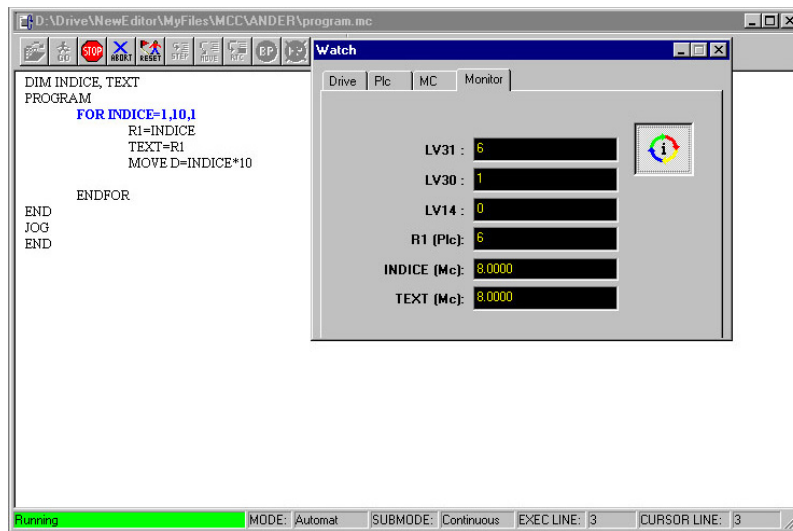 D:\Drive\NewEditor\MyFiles\MCC\ANDER\program.mc
GO STOP ABORT RESET STEP MOVE BP
Watch
Drive Plc MC Monitor
DIM INDICE, TEXT
PROGRAM
FOR INDICE=1,10,1
R1=INDICE
TEXT=R1
MOVE D=INDICE*10
ENDFOR
END
JOG
END
LV31 : 6
LV30 : 1
LV14 : 0
R1 (Plc): 6
INDICE (Mc): 8.0000
TEXT (Mc): 8.0000
i
Running MODE: Automat SUBMODE: Continuous EXEC LINE: 3 CURSOR LINE: 3